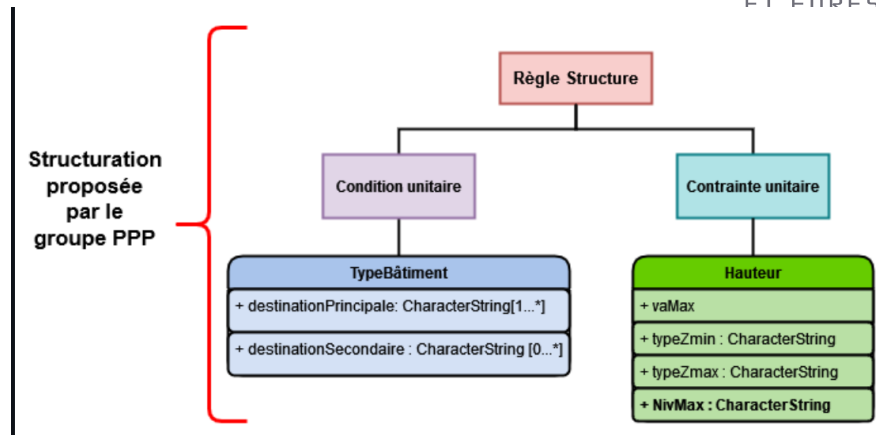 Règle Structure
Structuration
proposée
par le
groupe PPP
Condition unitaire
Contrainte unitaire
TypeBâtiment
+ destinationPrincipale: CharacterString[1...*]
+ destinationSecondaire : CharacterString [0...*]
Hauteur
+ vaMax
+ typeZmin : CharacterString
+ typeZmax : CharacterString
+ NivMax : CharacterString